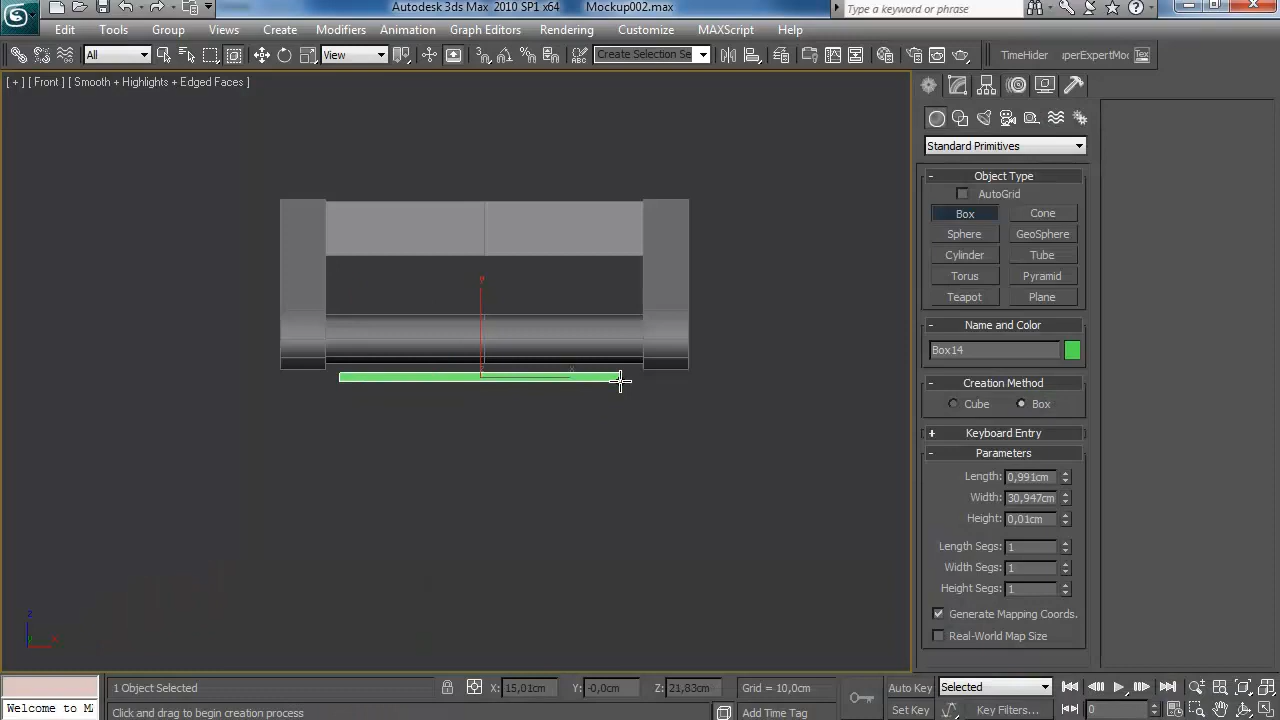 Autodesk 3ds Max 2010 SP1 x64 Mockup002.max
Type a keyword or phrase
Edit Tools Group Views Create Modifiers Animation Graph Editors Rendering Customize MAXScript Help
All View Create Selection Se TimeHider perExpertMod Tex
[ + ] [ Front ] [ Smooth + Highlights + Edged Faces ]
y
x
z
x
Standard Primitives
- Object Type
AutoGrid
Box Cone
Sphere GeoSphere
Cylinder Tube
Torus Pyramid
Teapot Plane
- Name and Color
Box14
- Creation Method
Cube Box
+ Keyboard Entry
- Parameters
Length: 0,991cm
Width: 30,947cm
Height: 0,01cm
Length Segs: 1
Width Segs: 1
Height Segs: 1
Generate Mapping Coords.
Real-World Map Size
1 Object Selected X: 15,01cm Y: -0,0cm Z: 21,83cm Grid = 10,0cm Auto Key Selected
Welcome to MA Click and drag to begin creation process Add Time Tag Set Key Key Filters... 0